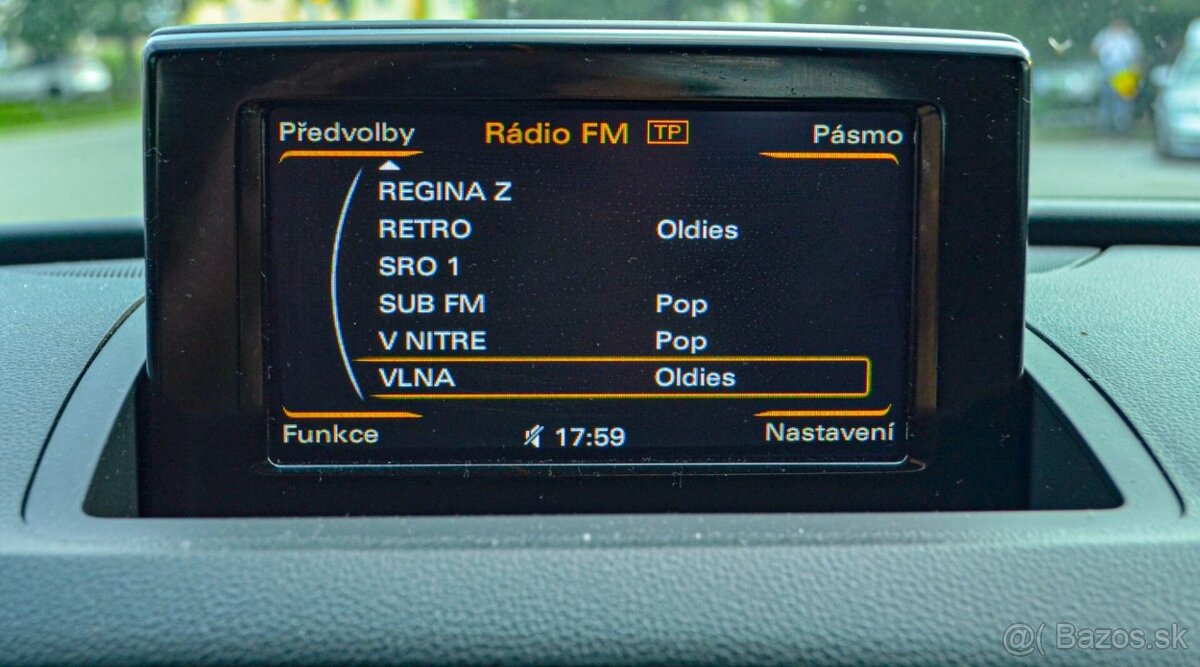 Předvolby Rádio FM TP Pásmo
REGINA Z
RETRO Oldies
SRO 1
SUB FM Pop
V NITRE Pop
VLNA Oldies
Funkce 17:59 Nastavení
@( Bazos.sk